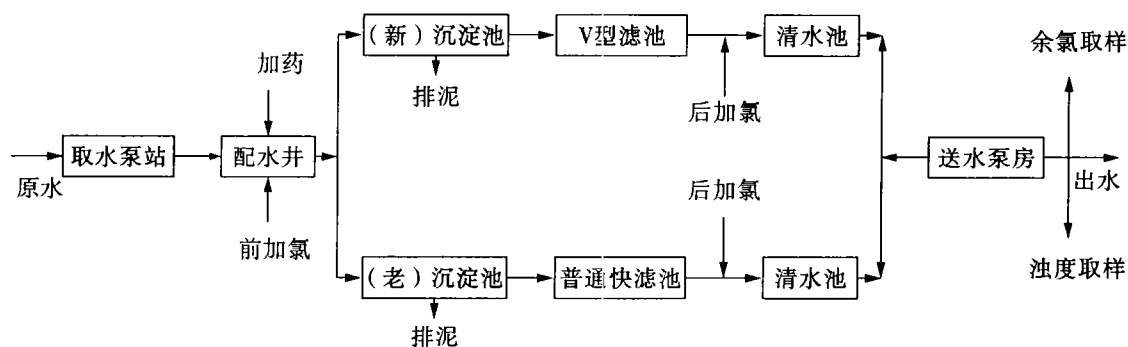 (新)沉淀池
V型滤池
清水池
余氯取样
加药
排泥
后加氯
取水泵站
配水井
送水泵房
原水
出水
后加氯
前加氯
(老)沉淀池
普通快滤池
清水池
浊度取样
排泥